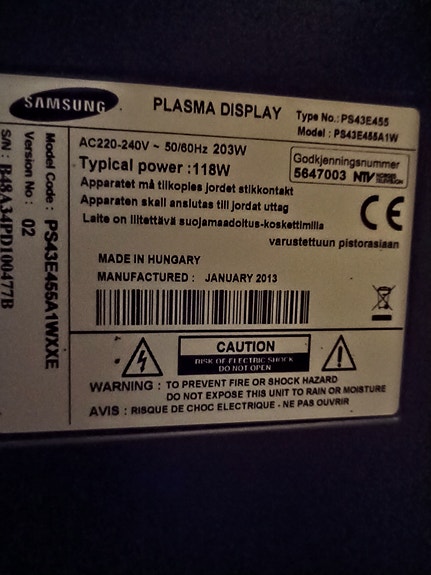 SAMSUNG
PLASMA DISPLAY
Type No.: PS43E455
Model : PS43E455A1W
AC220-240V ~ 50/60Hz 203W
Typical power :118W
Apparatet må tilkoples jordet stikkontakt
Apparaten skall anslutas till jordat uttag
Laite on liitettävä suojamaadoitus-koskettimilla
varustettuun pistorasiaan
Godkjenningsnummer
5647003 NTV NORGES TELEVISION
CE
MADE IN HUNGARY
MANUFACTURED : JANUARY 2013
CAUTION
RISK OF ELECTRIC SHOCK
DO NOT OPEN
WARNING : TO PREVENT FIRE OR SHOCK HAZARD
DO NOT EXPOSE THIS UNIT TO RAIN OR MOISTURE
AVIS : RISQUE DE CHOC ELECTRIQUE - NE PAS OUVRIR
Model Code : PS43E455A1WXXE
Version No : 02
S/N : B48A34PD100477B